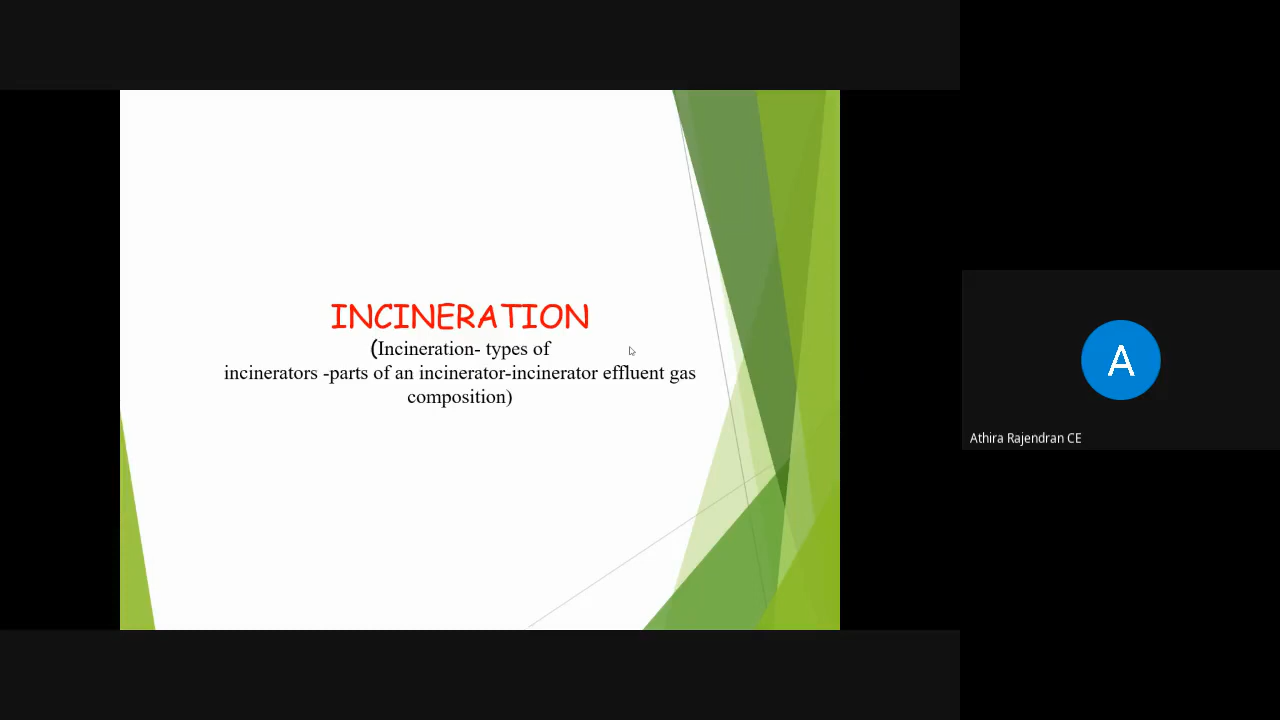 INCINERATION
(Incineration- types of
incinerators -parts of an incinerator-incinerator effluent gas
composition)
A
Athira Rajendran CE